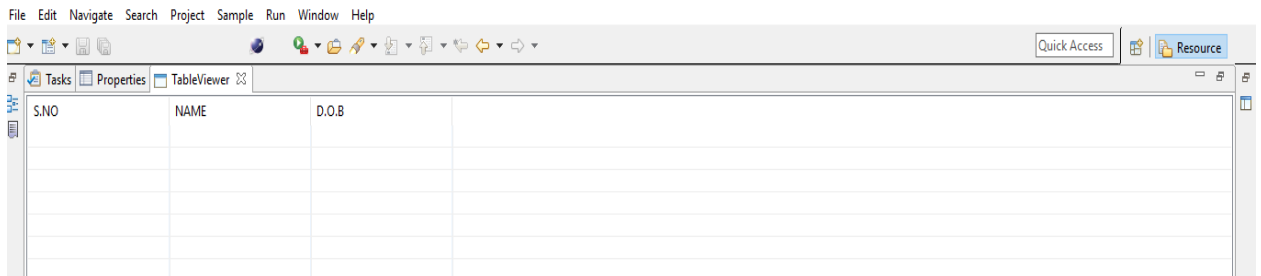 File Edit Navigate Search Project Sample Run Window Help
Quick Access Resource
Tasks Properties TableViewer
S.NO NAME D.O.B